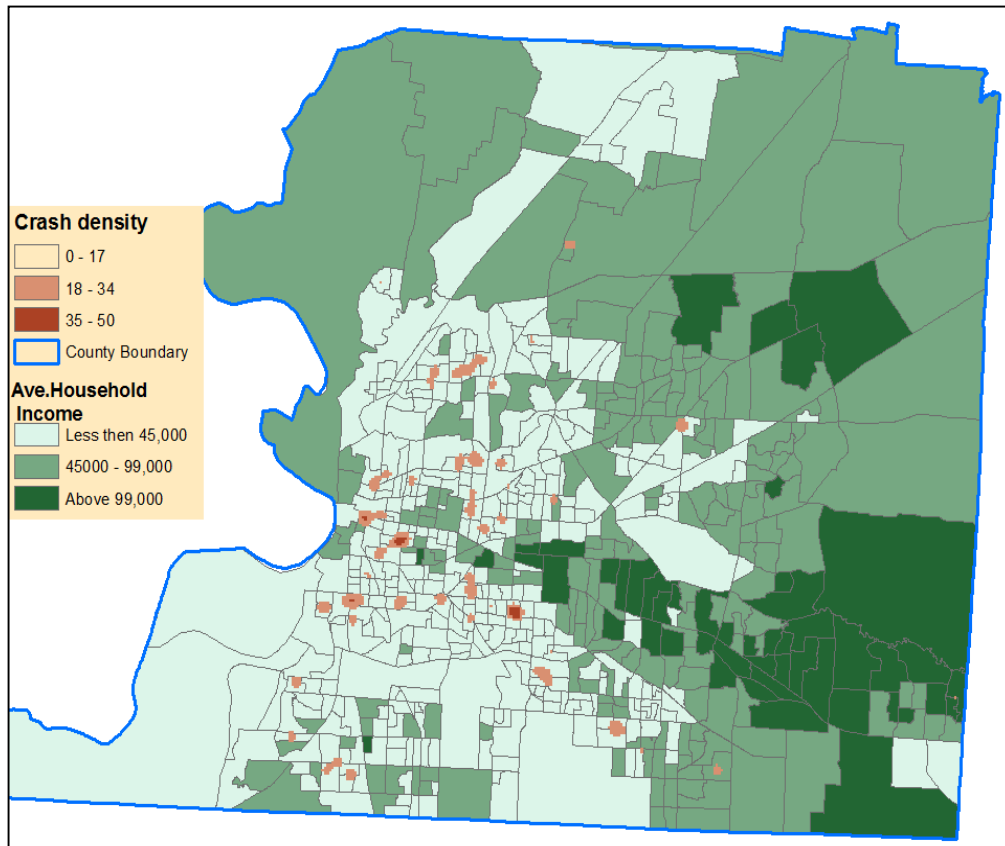 Crash density
0 - 17
18 - 34
35 - 50
County Boundary
Ave.Household
Income
Less then 45,000
45000 - 99,000
Above 99,000